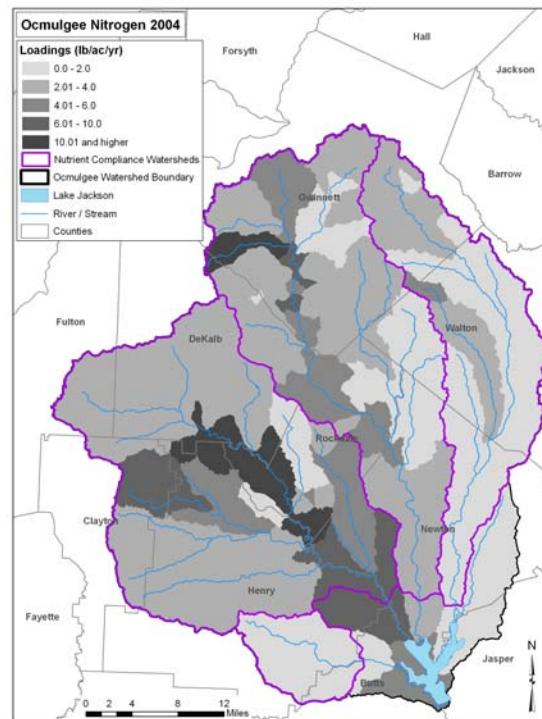 Ocmulgee Nitrogen 2004
Loadings (lb/ac/yr)
0.0 - 2.0
2.01 - 4.0
4.01 - 6.0
6.01 - 10.0
10.01 and higher
Nutrient Compliance Watersheds
Ocmulgee Watershed Boundary
Lake Jackson
River / Stream
Counties
Hall
Forsyth
Jackson
Barrow
Gwinnett
Fulton
Walton
DeKalb
Rockdale
Clayton
Newton
Henry
Fayette
Jasper
Butts
N
0 2 4 8 12
Miles